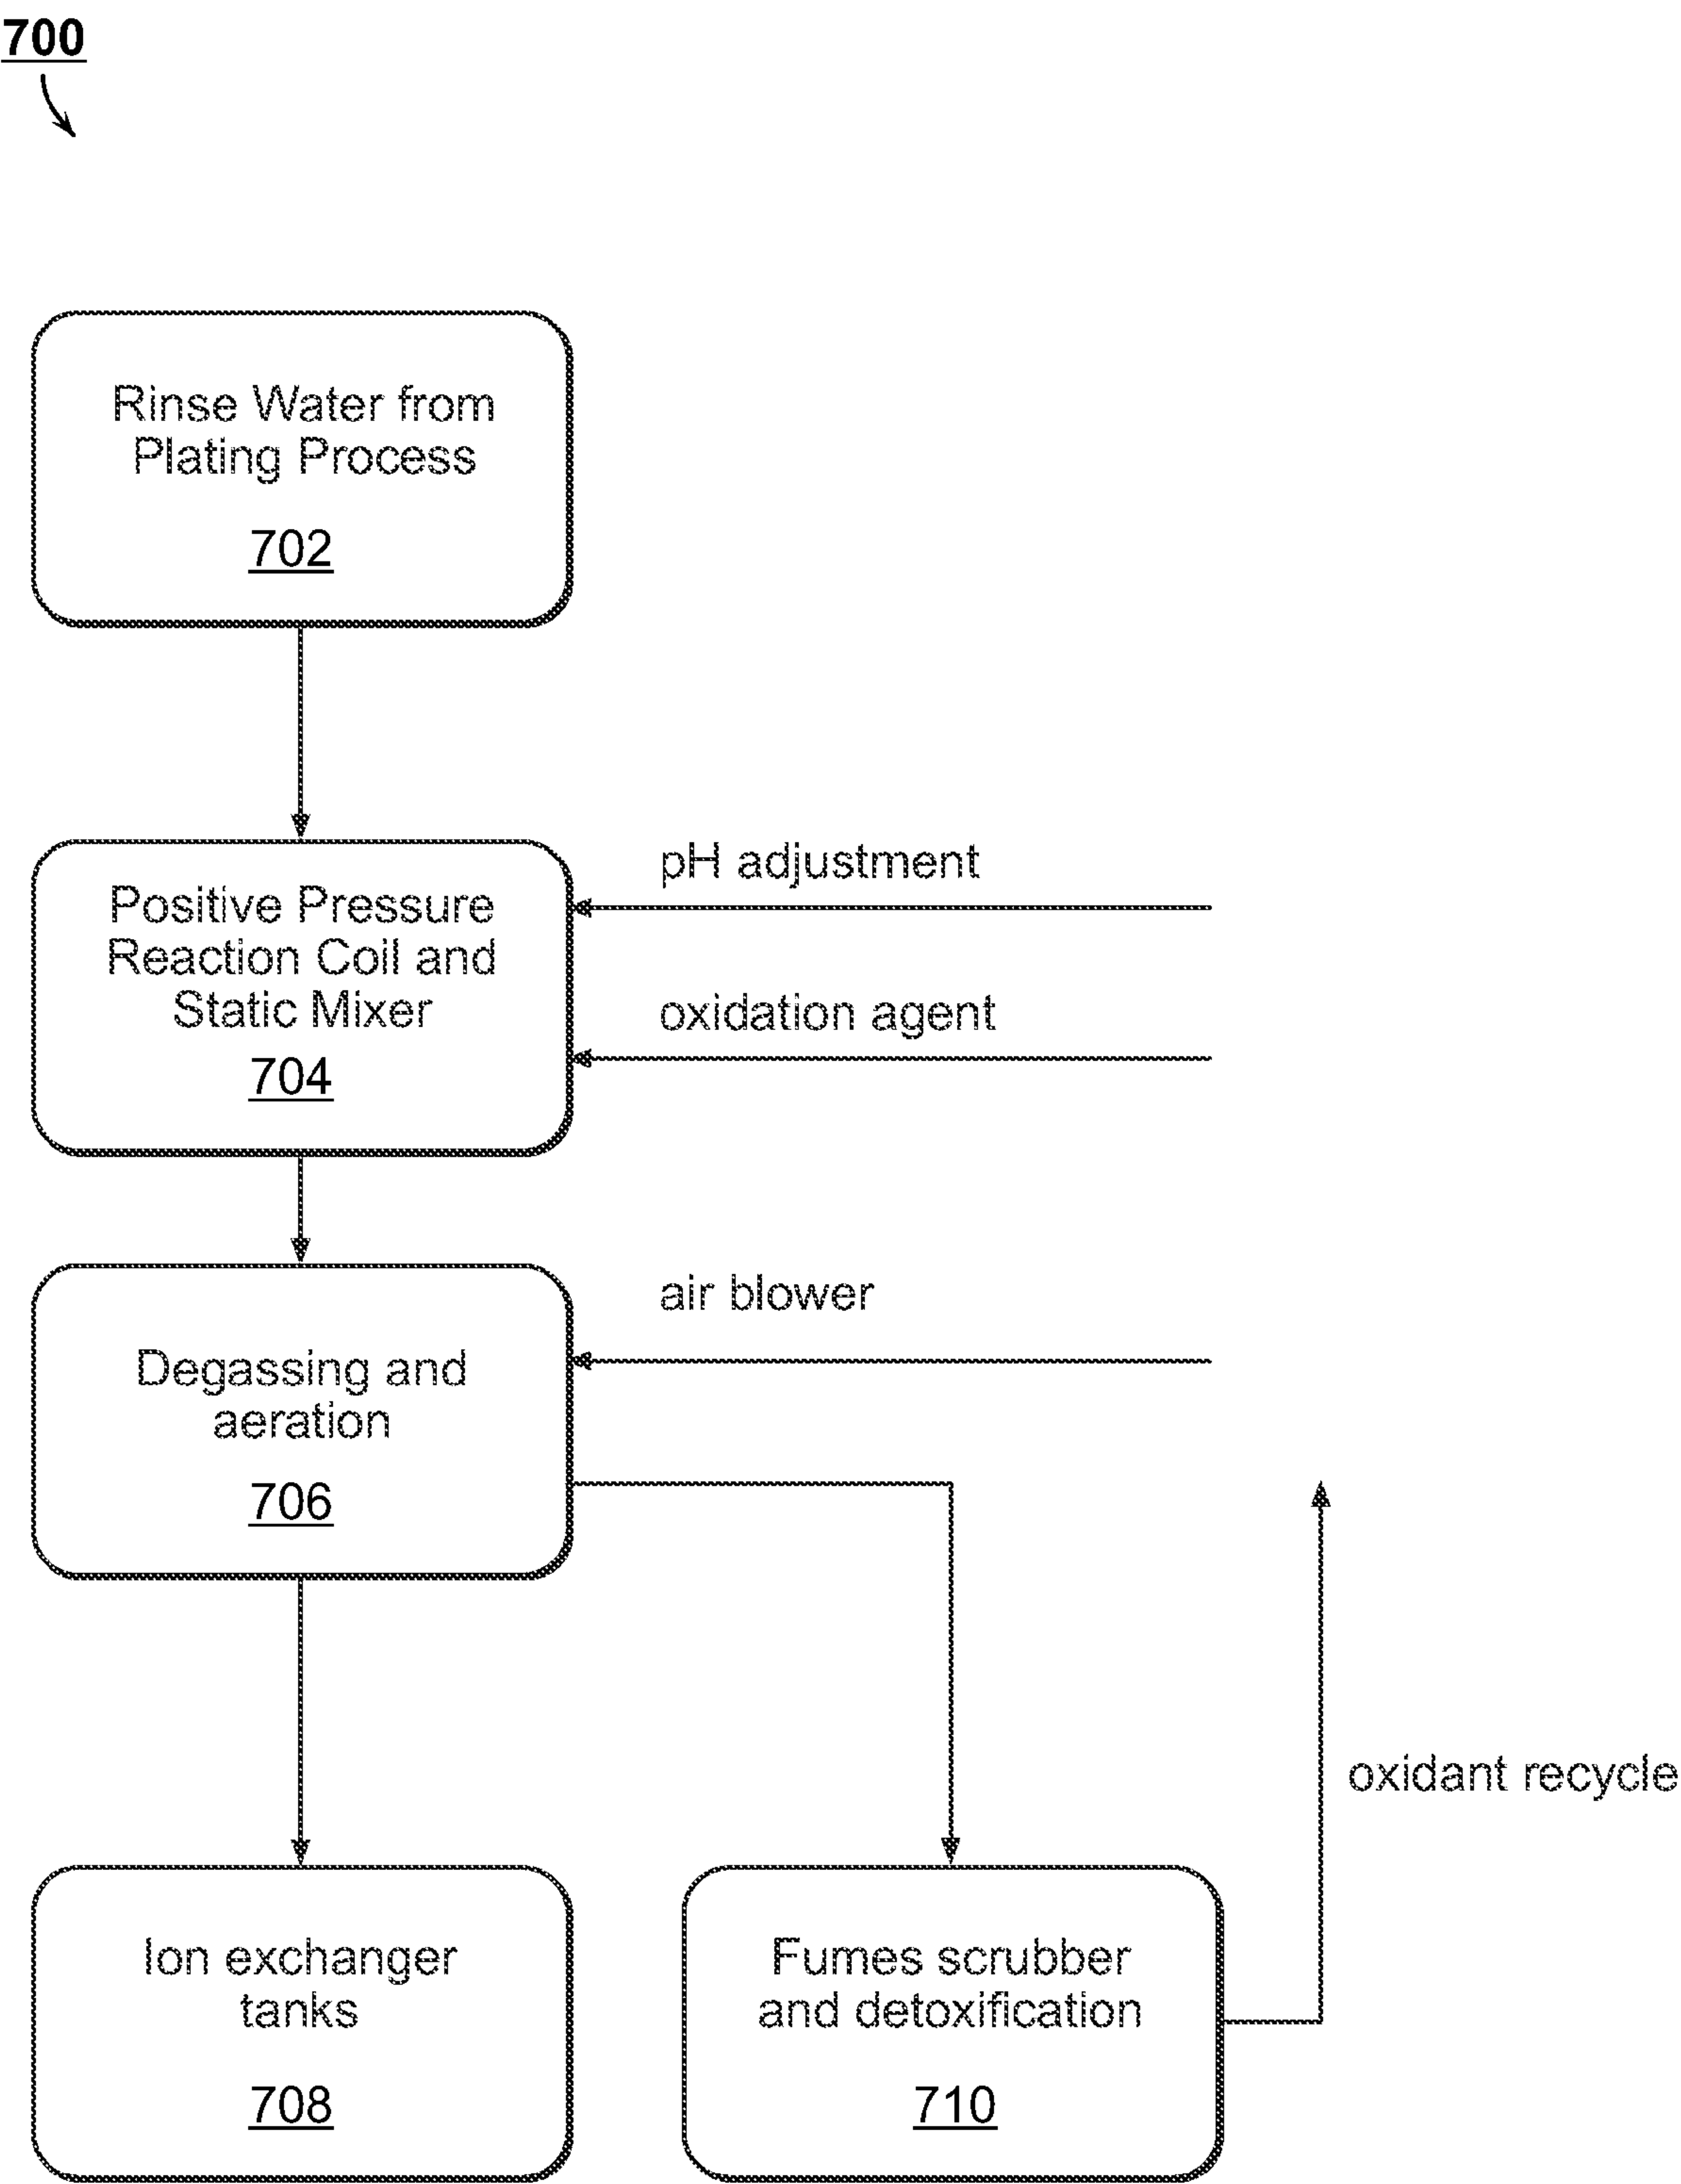 700
Rinse Water from
Plating Process
702
Positive Pressure
Reaction Coil and
Static Mixer
704
pH adjustment
oxidation agent
Degassing and
aeration
706
air blower
Ion exchanger
tanks
708
Fumes scrubber
and detoxification
710
oxidant recycle